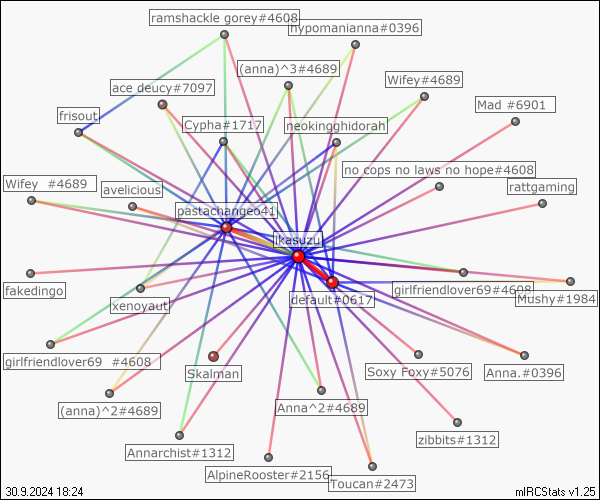 ramshackle gorey#4608
hypomanianna#0396
(anna)^3#4689
Wifey#4689
ace deucy#7097
Mad #6901
frisout
Cypha#1717
neokingghidorah
no cops no laws no hope#4608
Wifey #4689
avelicious
rattgaming
pastachangeo41
ikasuzu
fakedingo
xenoyaut
default#0617
girlfriendlover69#4608
Mushy#1984
girlfriendlover69 #4608
Skalman
Soxy Foxy#5076
Anna.#0396
(anna)^2#4689
Anna^2#4689
zibbits#1312
Annarchist#1312
AlpineRooster#2156
Toucan#2473
30.9.2024 18:24
mIRCStats v1.25